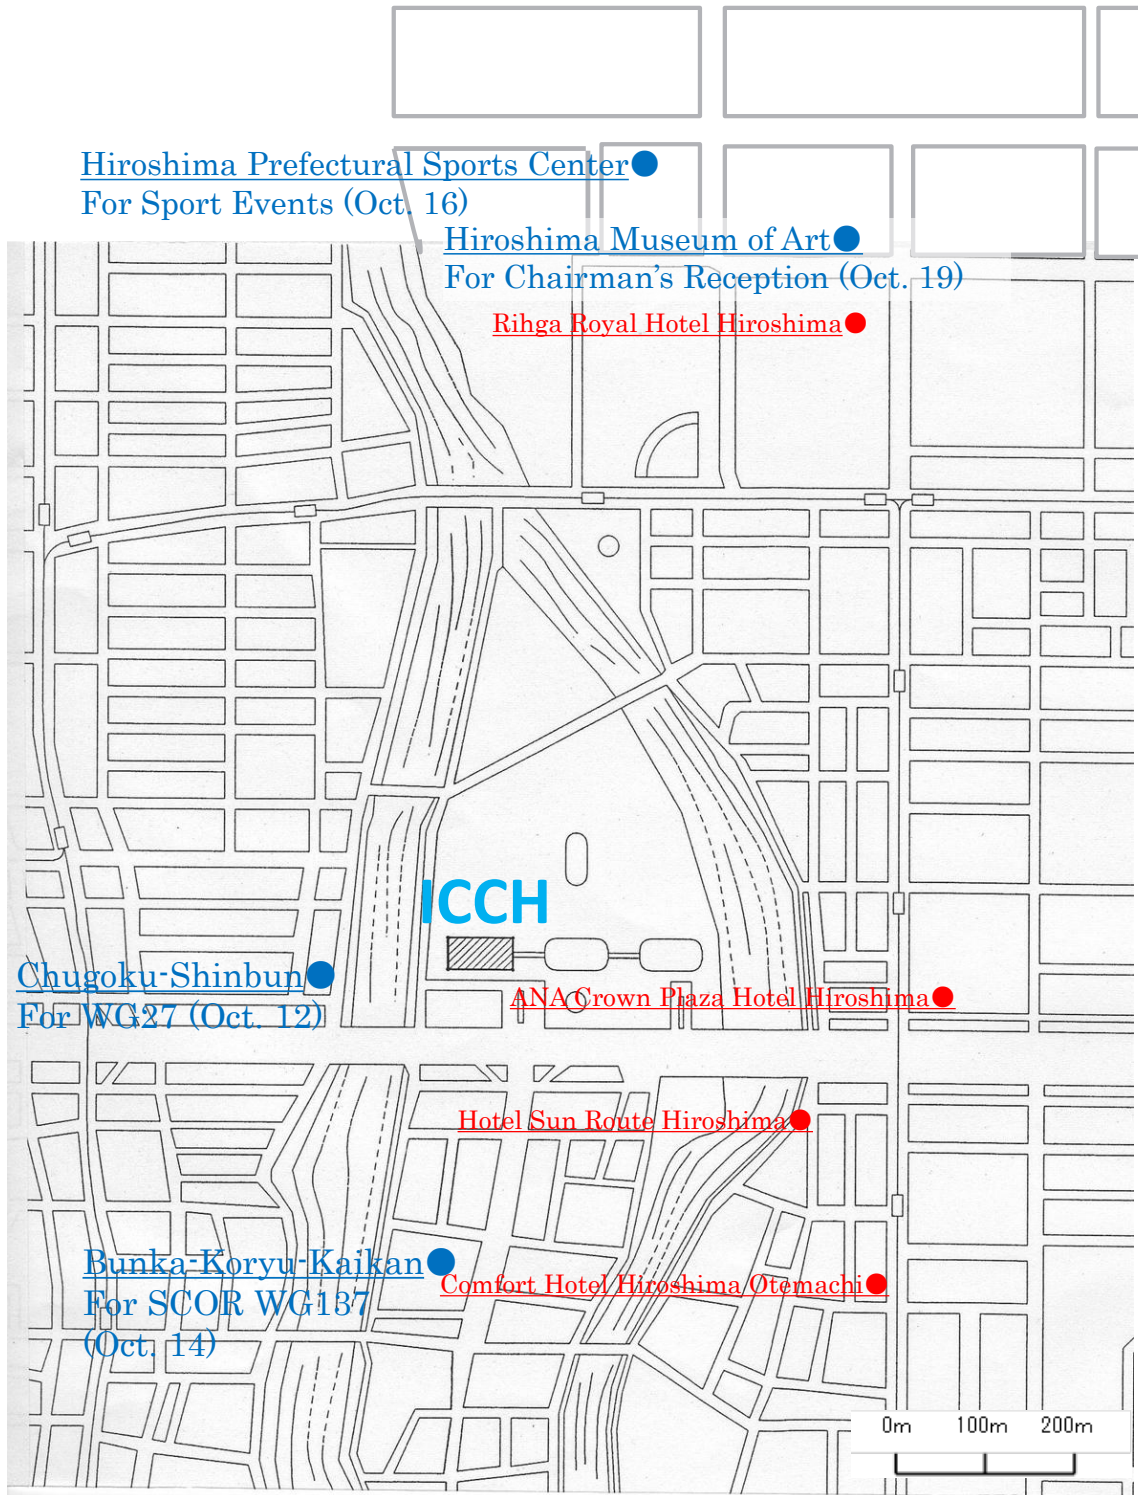 Hiroshima Prefectural Sports Center
For Sport Events (Oct. 16)
Hiroshima Museum of Art
For Chairman's Reception (Oct. 19)
Rihga Royal Hotel Hiroshima
ICCH
Chugoku-Shinbun
For WG27 (Oct. 12)
ANA Crown Plaza Hotel Hiroshima
Hotel Sun Route Hiroshima
Bunka-Koryu-Kaikan
For SCOR WG137
(Oct. 14)
Comfort Hotel Hiroshima Otemachi
0m 100m 200m